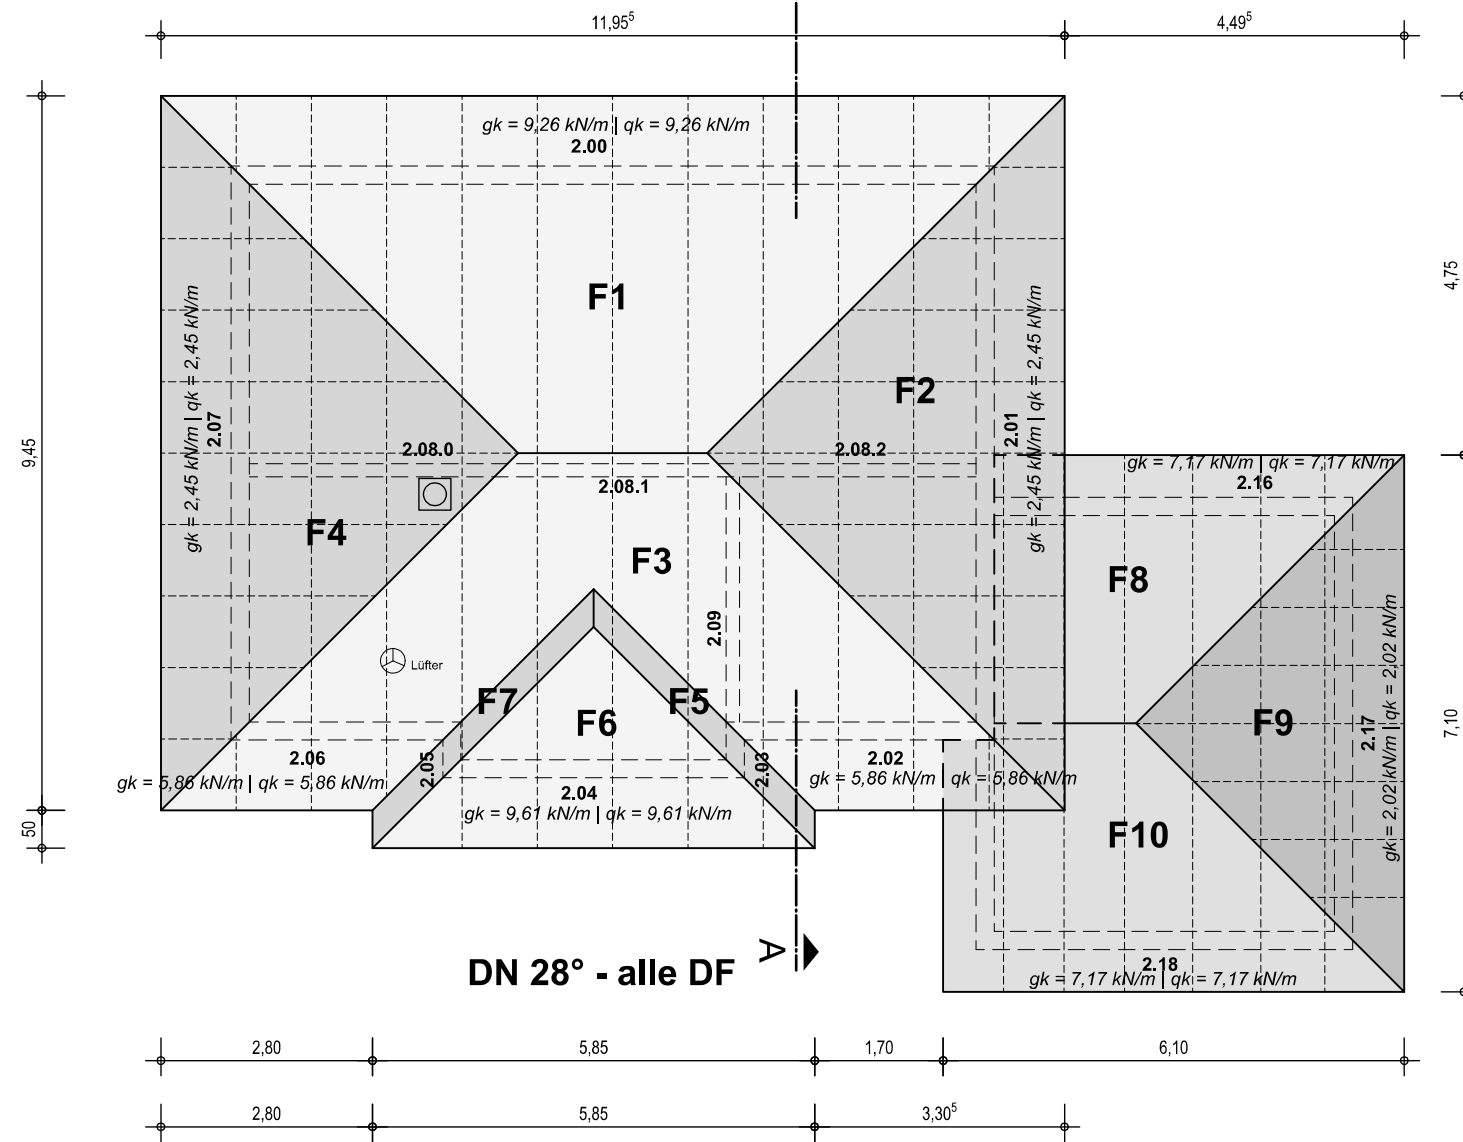 11,95⁵
4,49⁵
gk = 9,26 kN/m | qk = 9,26 kN/m
2.00
4,75
F1
gk = 2,45 kN/m | qk = 2,45 kN/m
2.07
F2
2.01
gk = 2,45 kN/m | qk = 2,45 kN/m
9,45
2.08.0
2.08.2
2.08.1
gk = 7,17 kN/m | qk = 7,17 kN/m
2.16
F4
F3
F8
2.09
Lüfter
F7
F5
F6
F9
2.17
gk = 2,02 kN/m | qk = 2,02 kN/m
7,10
2.06
gk = 5,86 kN/m | qk = 5,86 kN/m
2.05
2.03
2.02
gk = 5,86 kN/m | qk = 5,86 kN/m
2.04
gk = 9,61 kN/m | qk = 9,61 kN/m
50
F10
A
DN 28° - alle DF
2.18
gk = 7,17 kN/m | qk = 7,17 kN/m
2,80
5,85
1,70
6,10
2,80
5,85
3,30⁵